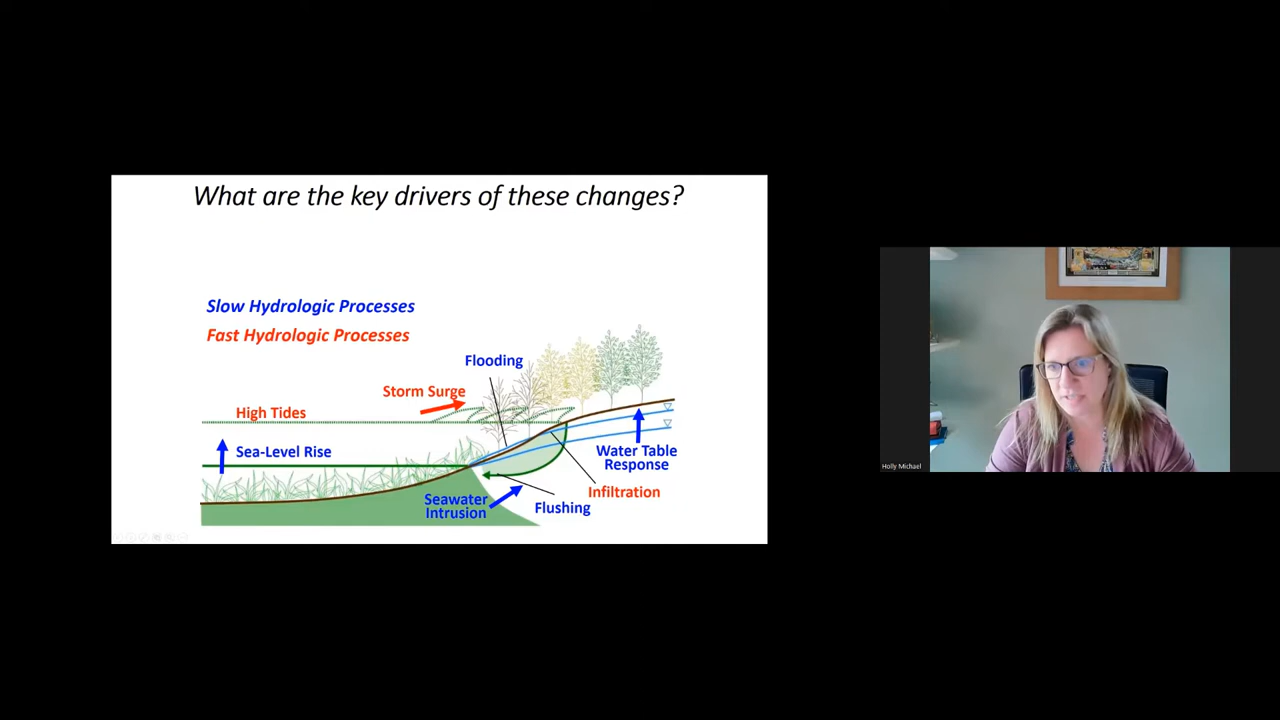 What are the key drivers of these changes?
Slow Hydrologic Processes
Fast Hydrologic Processes
Flooding
Storm Surge
High Tides
Sea-Level Rise
Water Table
Response
Seawater
Intrusion
Infiltration
Flushing
Holly Michael